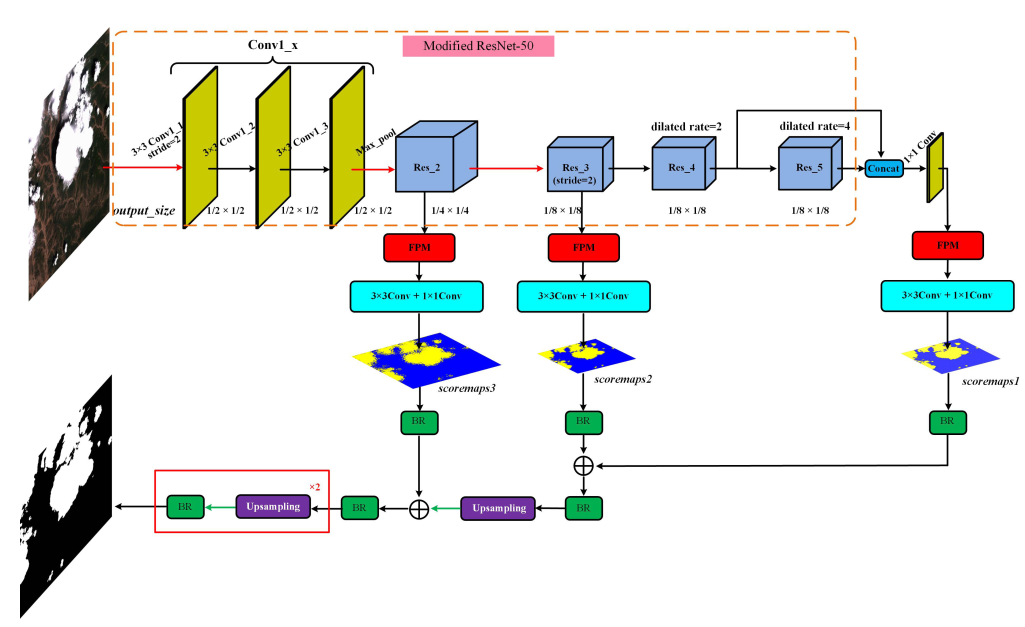 Modified ResNet-50
Conv1_x
3×3 Conv1_1
stride=2
3×3 Conv1_2
3×3 Conv1_3
Max_pool
Res_2
Res_3
(stride=2)
dilated rate=2
Res_4
dilated rate=4
Res_5
Concat
1×1 Conv
output_size
1/2 × 1/2
1/2 × 1/2
1/2 × 1/2
1/4 × 1/4
1/8 × 1/8
1/8 × 1/8
1/8 × 1/8
FPM
FPM
FPM
3×3Conv + 1×1Conv
3×3Conv + 1×1Conv
3×3Conv + 1×1Conv
scoremaps3
scoremaps2
scoremaps1
BR
BR
BR
×2
BR
Upsampling
BR
Upsampling
BR